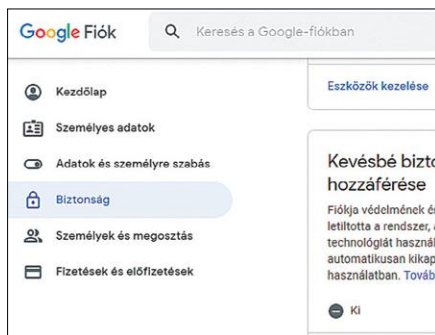 Google Fiók
Keresés a Google-fiókban
Kezdőlap
Személyes adatok
Adatok és személyre szabás
Biztonság
Személyek és megosztás
Fizetések és előfizetések
Eszközök kezelése
Kevésbé bizto
hozzáférése
Fiókja védelmének ér
letiltotta a rendszer, a
technológiát használ
automatikusan kikap
használatban. Továb
Ki